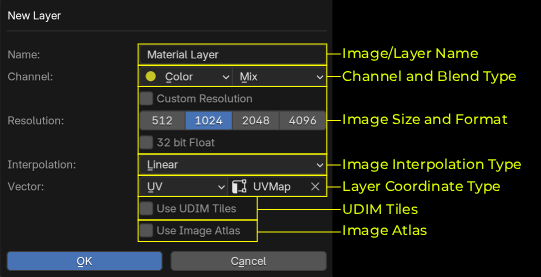 New Layer
Name: Material Layer Image/Layer Name
Channel: Color Mix Channel and Blend Type
Custom Resolution
Resolution: 512 1024 2048 4096 Image Size and Format
32 bit Float
Interpolation: Linear Image Interpolation Type
Vector: UV UVMap Layer Coordinate Type
Use UDIM Tiles UDIM Tiles
Use Image Atlas Image Atlas
OK Cancel